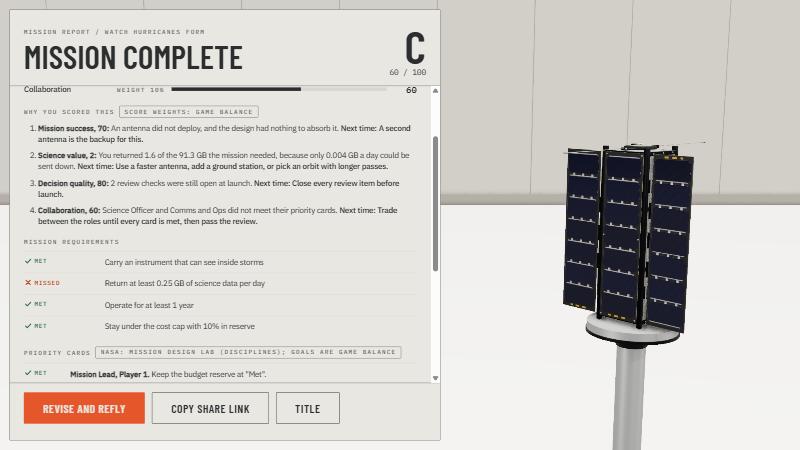 MISSION REPORT / WATCH HURRICANES FORM
MISSION COMPLETE
C
60 / 100
Collaboration WEIGHT 10% 60
WHY YOU SCORED THIS SCORE WEIGHTS: GAME BALANCE
1. Mission success, 70: An antenna did not deploy, and the design had nothing to absorb it. Next time: A second
antenna is the backup for this.
2. Science value, 2: You returned 1.6 of the 91.3 GB the mission needed, because only 0.004 GB a day could be
sent down. Next time: Use a faster antenna, add a ground station, or pick an orbit with longer passes.
3. Decision quality, 80: 2 review checks were still open at launch. Next time: Close every review item before
launch.
4. Collaboration, 60: Science Officer and Comms and Ops did not meet their priority cards. Next time: Trade
between the roles until every card is met, then pass the review.
MISSION REQUIREMENTS
MET Carry an instrument that can see inside storms
MISSED Return at least 0.25 GB of science data per day
MET Operate for at least 1 year
MET Stay under the cost cap with 10% in reserve
PRIORITY CARDS NASA: MISSION DESIGN LAB (DISCIPLINES); GOALS ARE GAME BALANCE
MET Mission Lead, Player 1. Keep the budget reserve at "Met".
REVISE AND REFLY COPY SHARE LINK TITLE